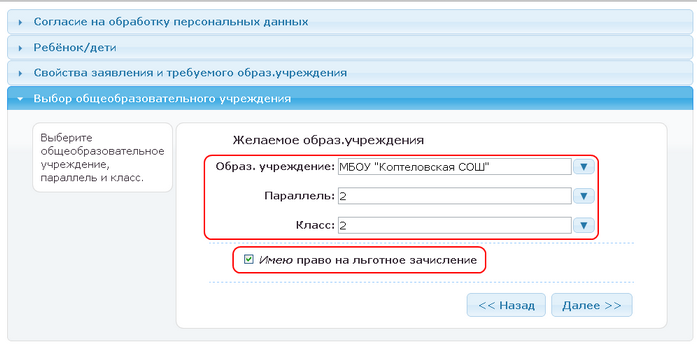 Согласие на обработку персональных данных
Ребёнок/дети
Свойства заявления и требуемого образ.учреждения
Выбор общеобразовательного учреждения
Выберите
общеобразовательное
учреждение,
параллель и класс.
Желаемое образ.учреждения
Образ. учреждение: МБОУ "Коптеловская СОШ"
Параллель: 2
Класс: 2
Имею право на льготное зачисление
<< Назад Далее >>